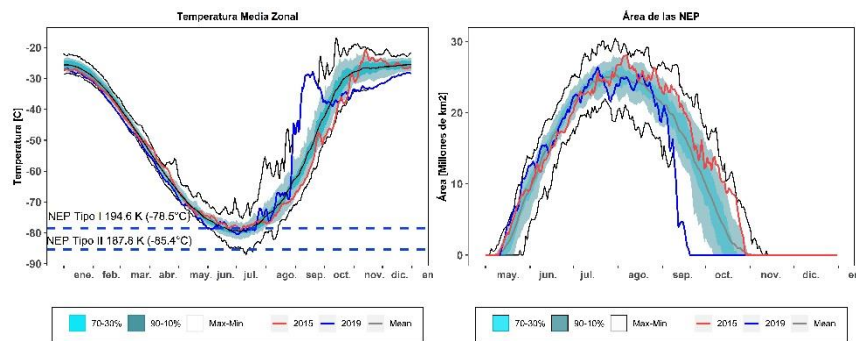 Temperatura Media Zonal
Temperatura [C]
-20
-30
-40
-50
-60
-70
-80
-90
NEP Tipo I 194.6 K (-78.5°C)
NEP Tipo II 187.8 K (-85.4°C)
ene. feb. mar. abr. may. jun. jul. ago. sep. oct. nov. dic. en
70-30% 90-10% Max-Min 2015 2019 Mean
Área de las NEP
Área [Millones de km2]
30
20
10
0
may. jun. jul. ago. sep. oct. nov. dic. e
70-30% 90-10% Max-Min 2015 2019 Mean